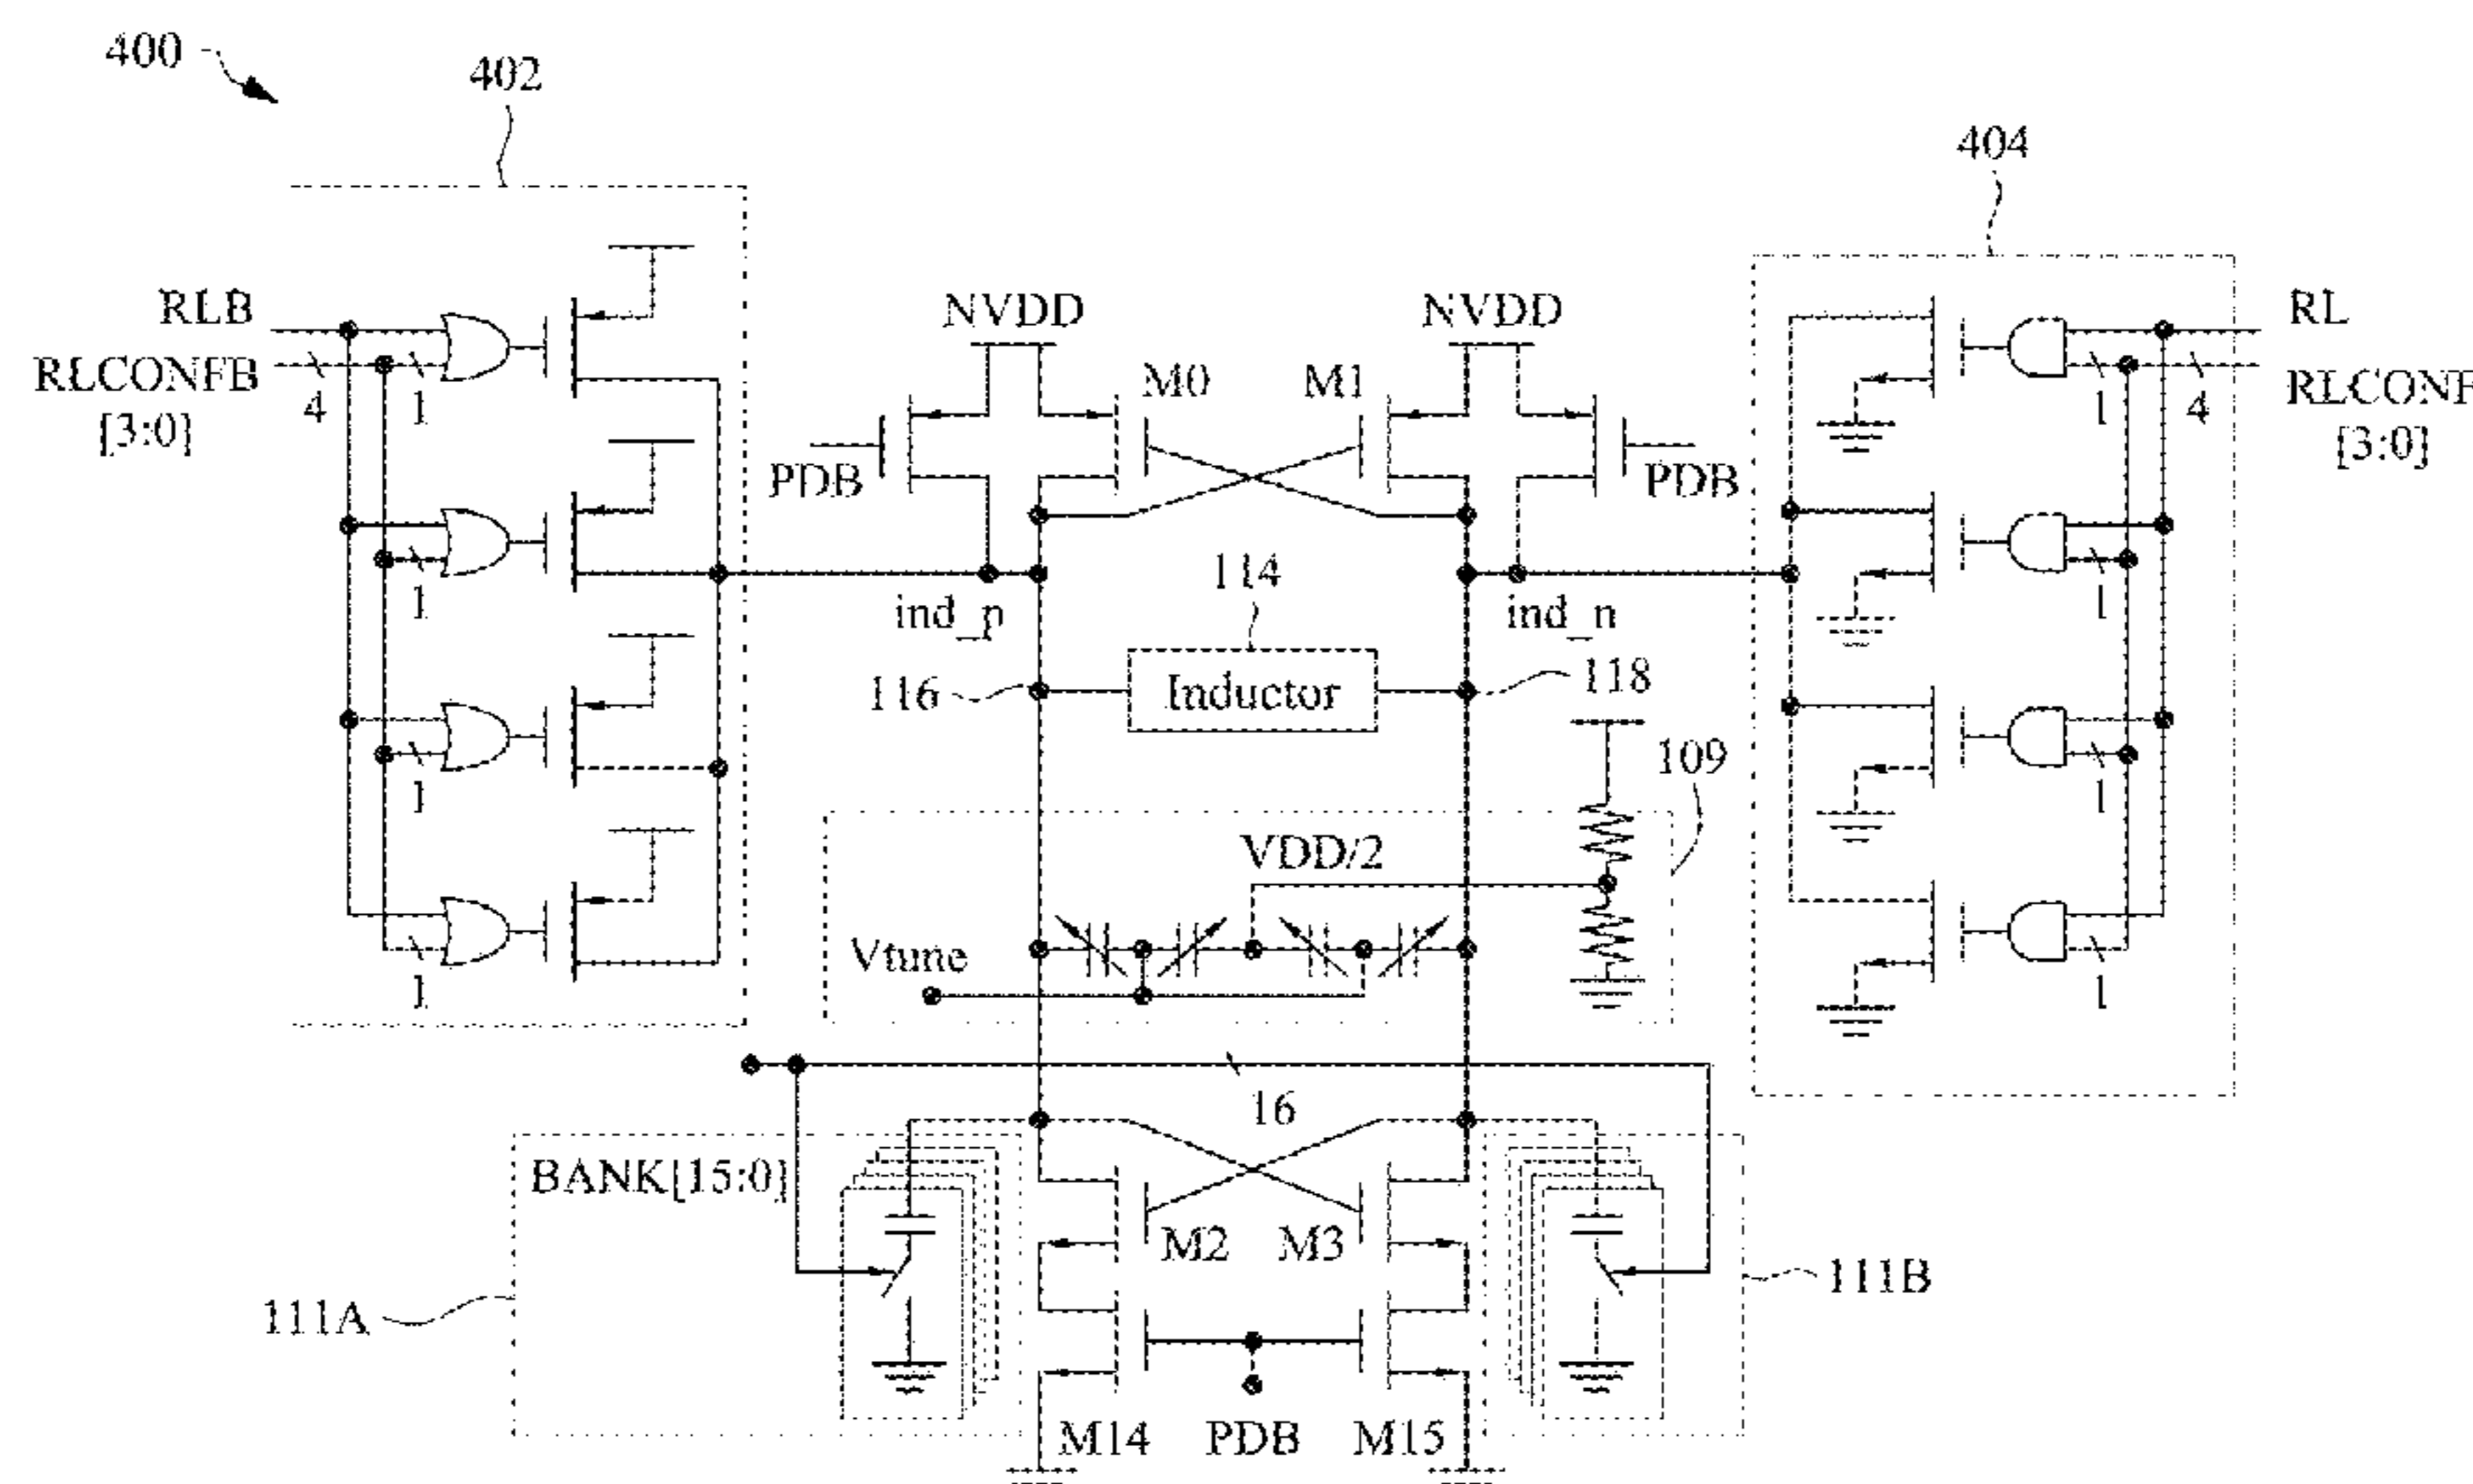 400
402
404
RLB
RLCONFB
[3:0]
4
1
1
1
1
NVDD
NVDD
M0
M1
PDB
PDB
RL
RLCONF
[3:0]
4
1
1
1
1
ind_p
114
ind_n
116
Inductor
118
109
VDD/2
Vtune
16
BANK[15:0]
M2
M3
111A
111B
M14
PDB
M15